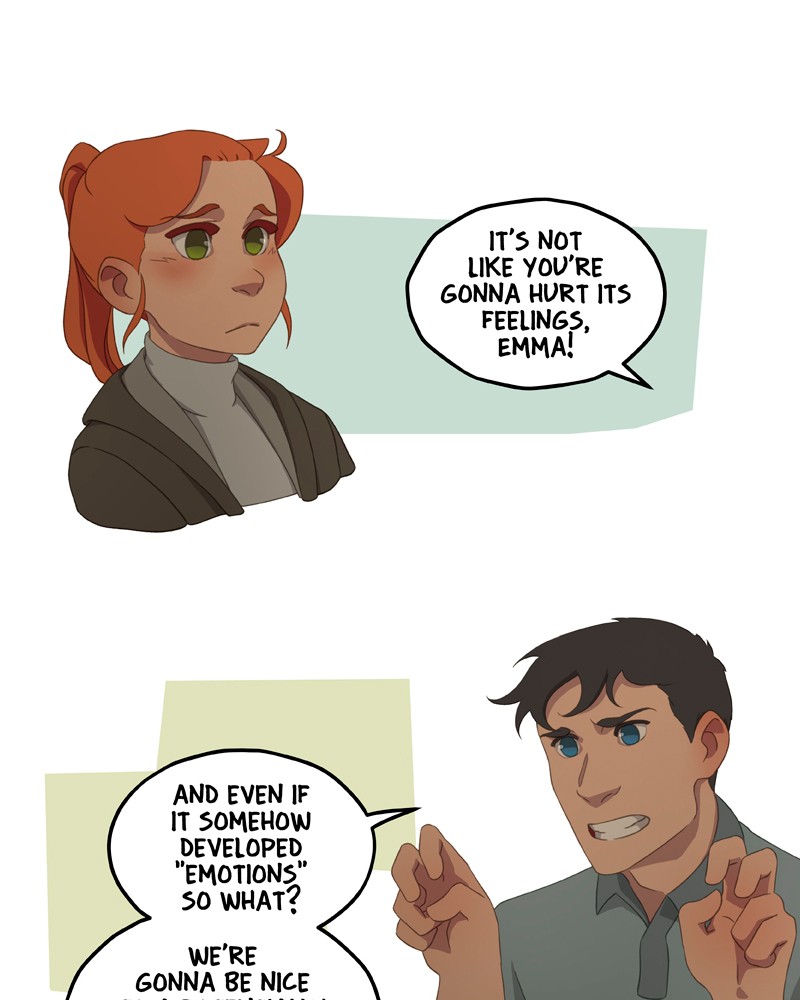 IT'S NOT
LIKE YOU'RE
GONNA HURT ITS
FEELINGS,
EMMA!
AND EVEN IF
IT SOMEHOW
DEVELOPED
"EMOTIONS"
SO WHAT?
WE'RE
GONNA BE NICE